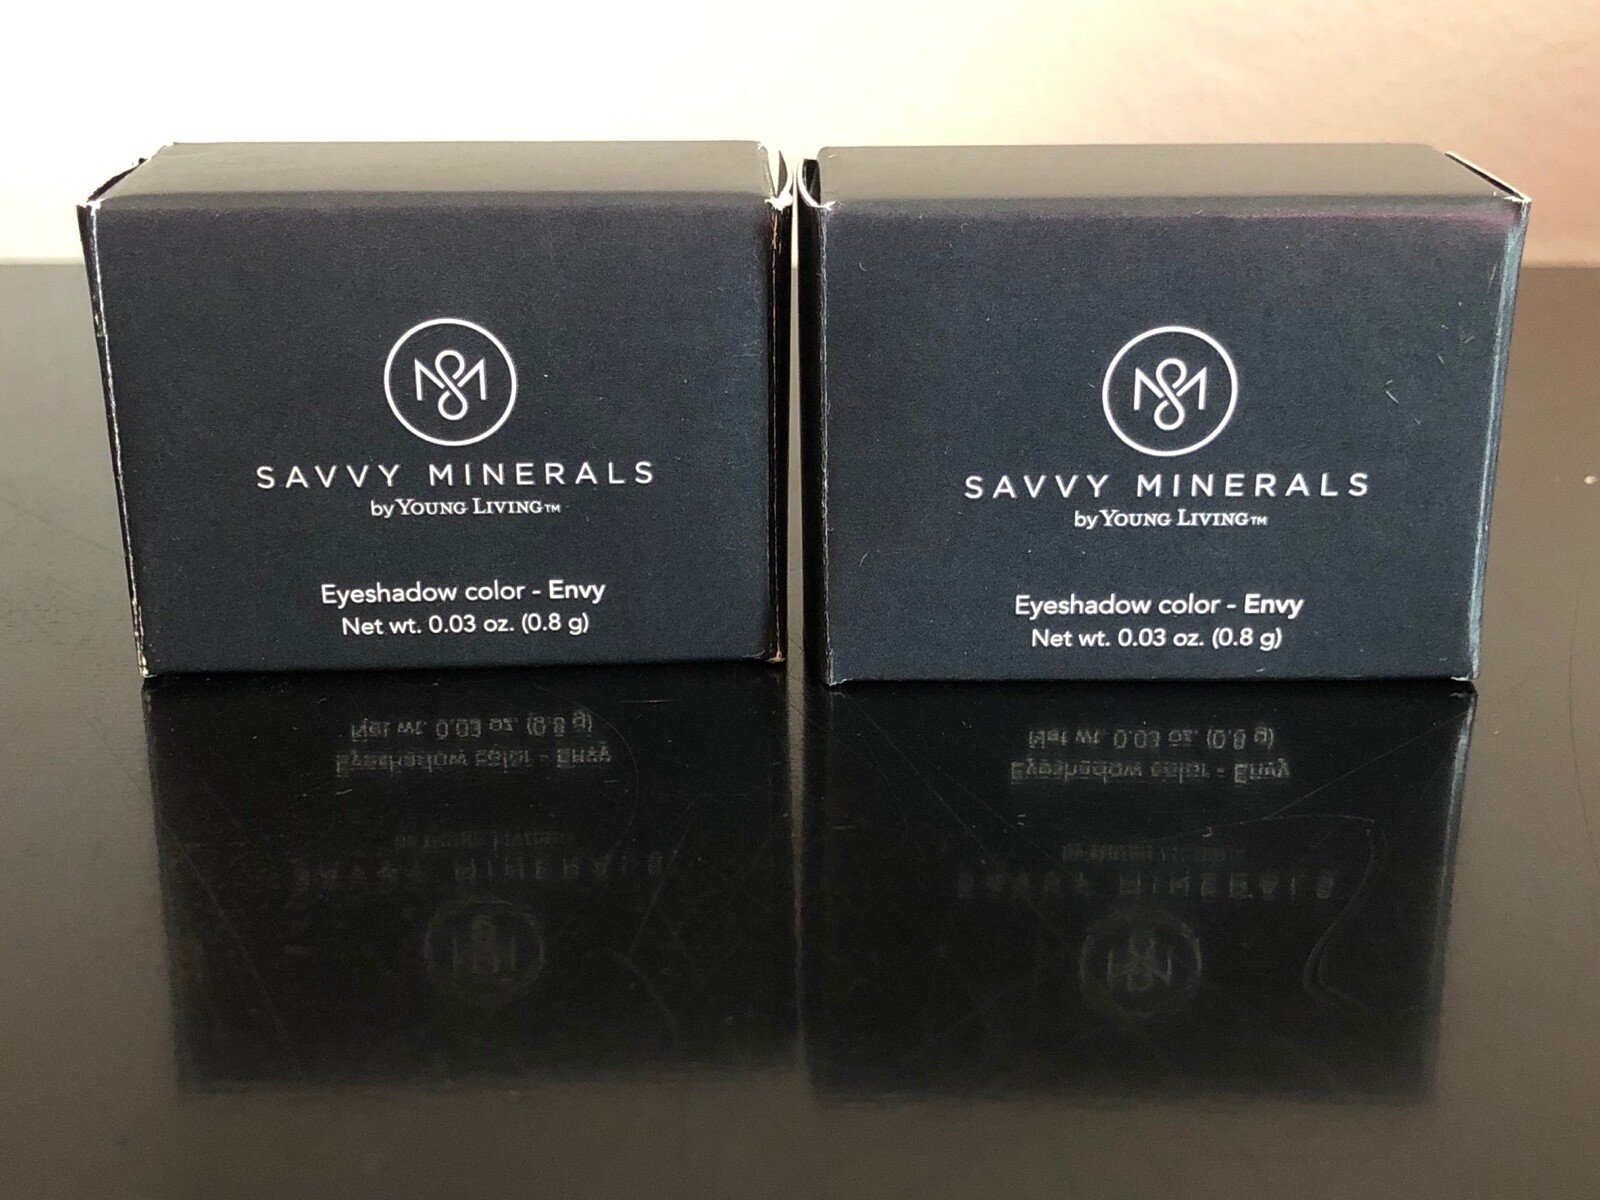 SAVVY MINERALS
by YOUNG LIVING™
Eyeshadow color - Envy
Net wt. 0.03 oz. (0.8 g)
SAVVY MINERALS
by YOUNG LIVING™
Eyeshadow color - Envy
Net wt. 0.03 oz. (0.8 g)